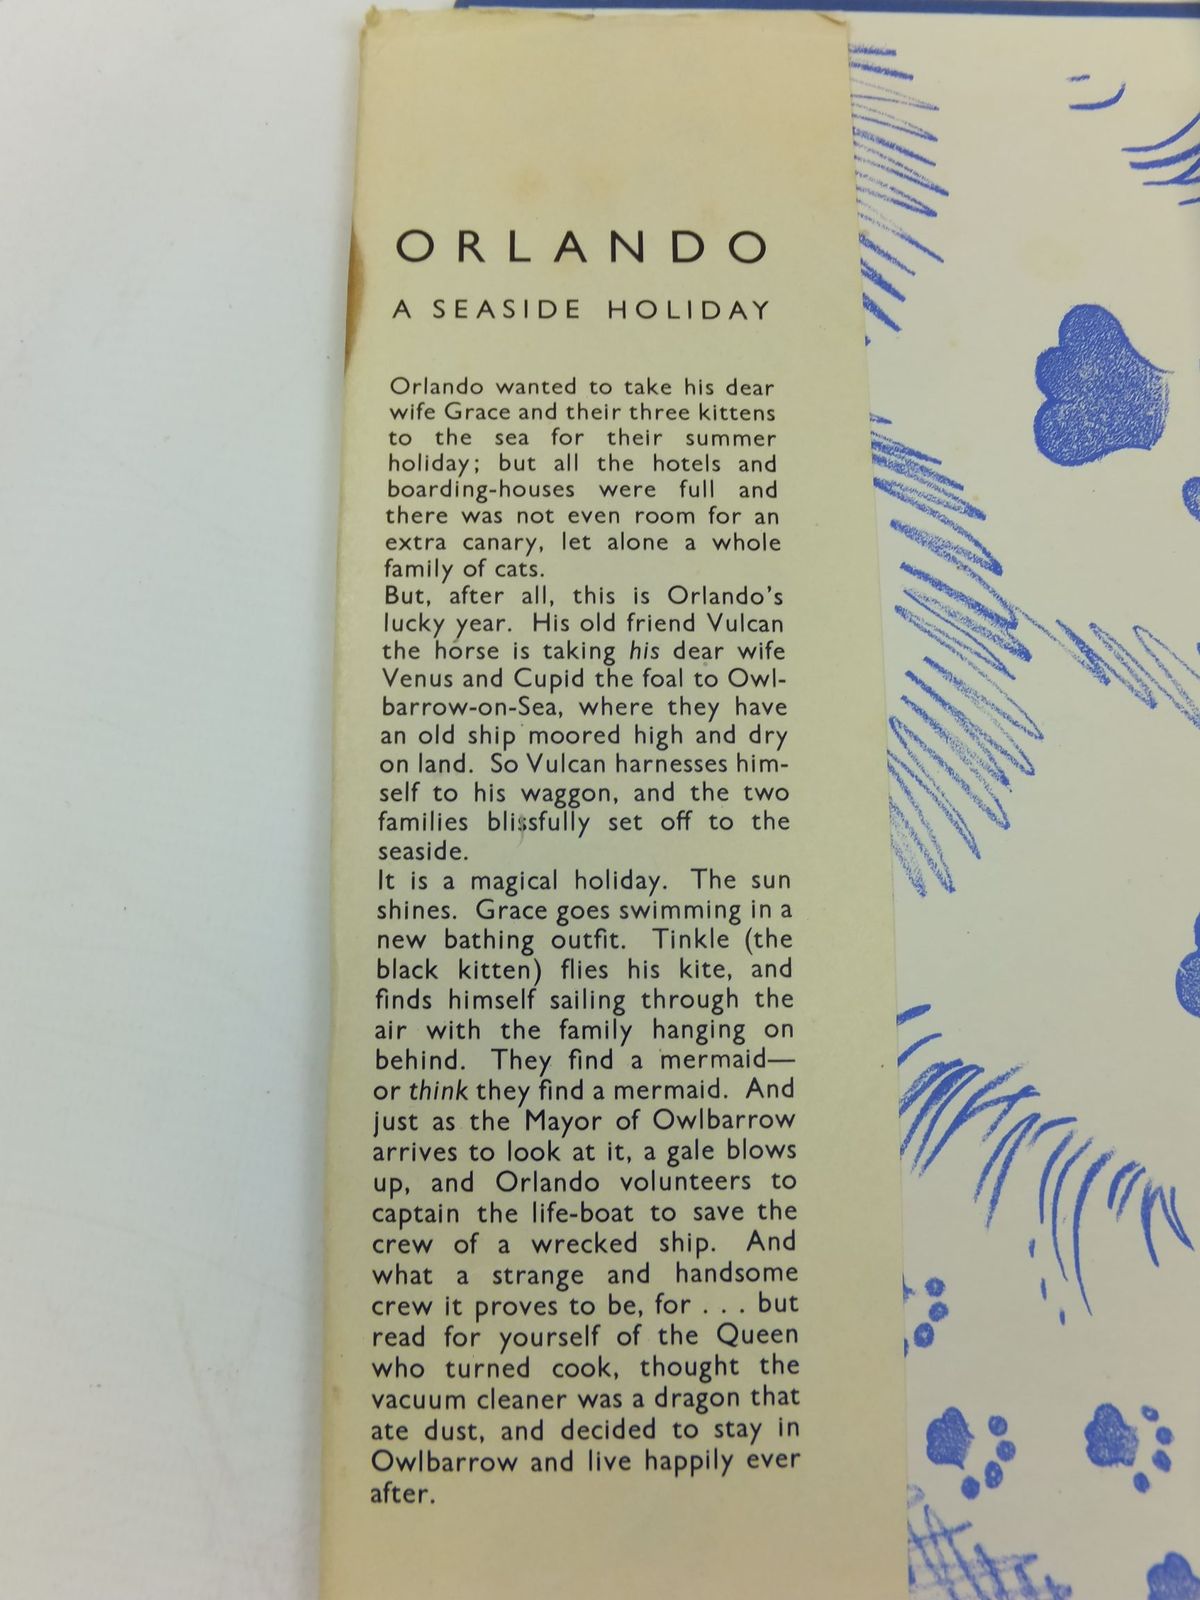 ORLANDO
A SEASIDE HOLIDAY
Orlando wanted to take his dear
wife Grace and their three kittens
to the sea for their summer
holiday; but all the hotels and
boarding-houses were full and
there was not even room for an
extra canary, let alone a whole
family of cats.
But, after all, this is Orlando's
lucky year. His old friend Vulcan
the horse is taking his dear wife
Venus and Cupid the foal to Owl-
barrow-on-Sea, where they have
an old ship moored high and dry
on land. So Vulcan harnesses him-
self to his waggon, and the two
families blissfully set off to the
seaside.
It is a magical holiday. The sun
shines. Grace goes swimming in a
new bathing outfit. Tinkle (the
black kitten) flies his kite, and
finds himself sailing through the
air with the family hanging on
behind. They find a mermaid—
or think they find a mermaid. And
just as the Mayor of Owlbarrow
arrives to look at it, a gale blows
up, and Orlando volunteers to
captain the life-boat to save the
crew of a wrecked ship. And
what a strange and handsome
crew it proves to be, for . . . but
read for yourself of the Queen
who turned cook, thought the
vacuum cleaner was a dragon that
ate dust, and decided to stay in
Owlbarrow and live happily ever
after.